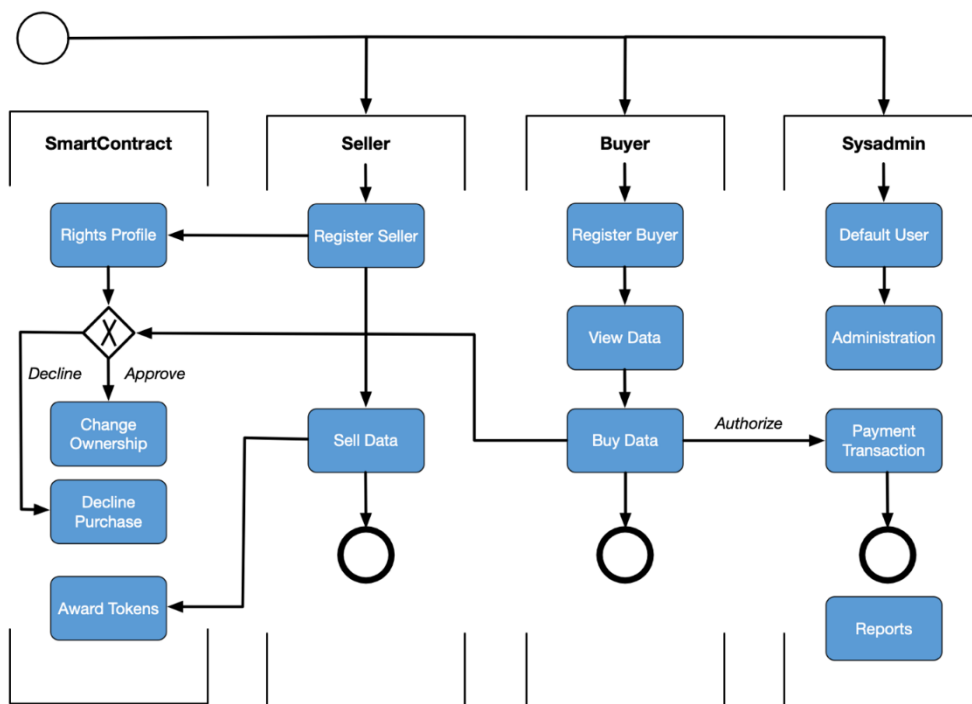 SmartContract
Seller
Buyer
Sysadmin
Rights Profile
Register Seller
Register Buyer
Default User
X
View Data
Administration
Decline
Approve
Change
Ownership
Sell Data
Buy Data
Authorize
Payment
Transaction
Decline
Purchase
Award Tokens
Reports